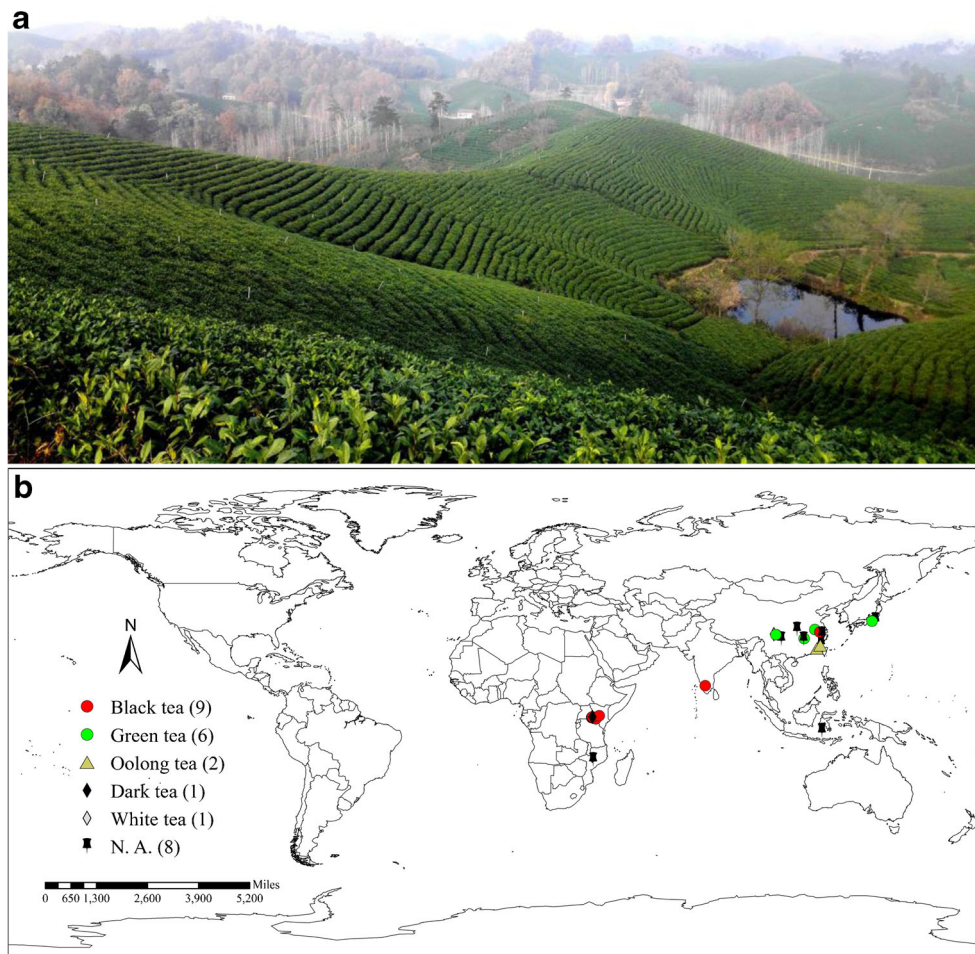 a
b
N
Black tea (9)
Green tea (6)
Oolong tea (2)
Dark tea (1)
White tea (1)
N. A. (8)
Miles
0 650 1,300 2,600 3,900 5,200